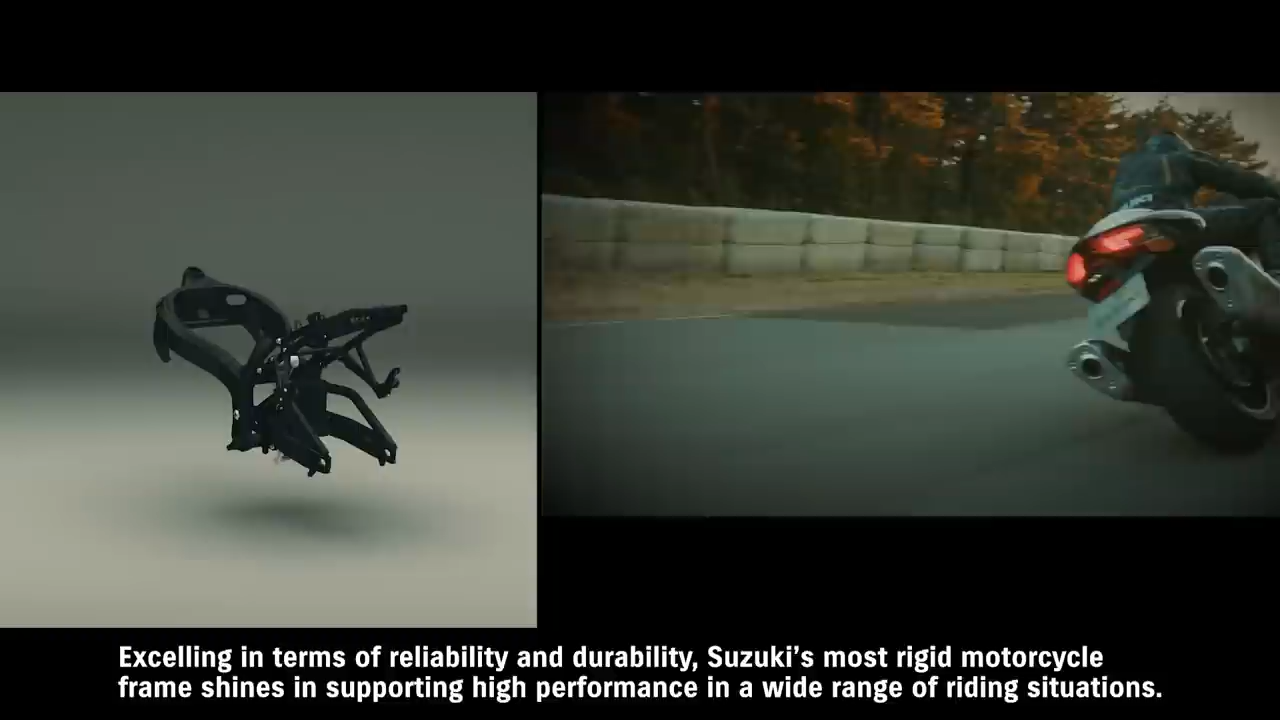 Excelling in terms of reliability and durability, Suzuki's most rigid motorcycle
frame shines in supporting high performance in a wide range of riding situations.